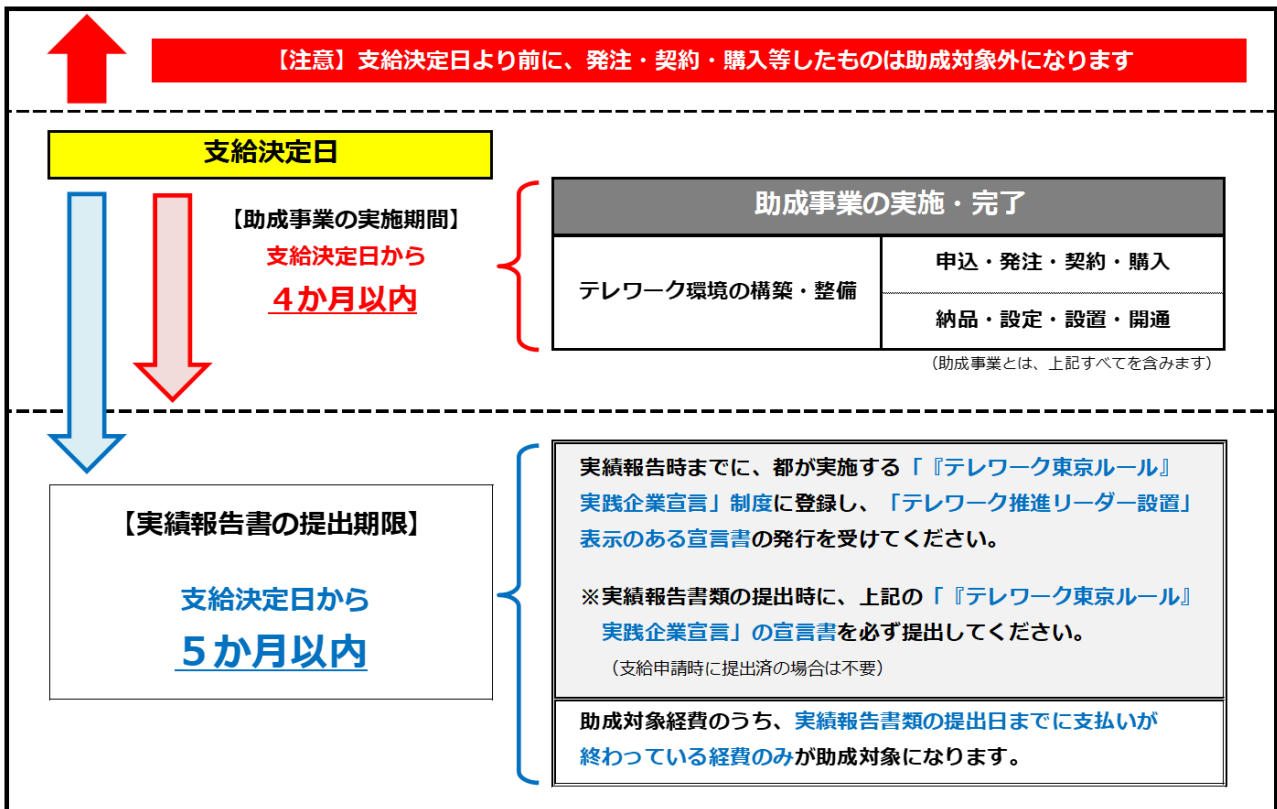 【注意】支給決定日より前に、発注・契約・購入等したものは助成対象外になります
支給決定日
【助成事業の実施期間】
支給決定日から
４か月以内
助成事業の実施・完了
テレワーク環境の構築・整備
申込・発注・契約・購入
納品・設定・設置・開通
（助成事業とは、上記すべてを含みます）
【実績報告書の提出期限】
支給決定日から
５か月以内
実績報告時までに、都が実施する「『テレワーク東京ルール』
実践企業宣言」制度に登録し、「テレワーク推進リーダー設置」
表示のある宣言書の発行を受けてください。
※実績報告書類の提出時に、上記の「『テレワーク東京ルール』
実践企業宣言」の宣言書を必ず提出してください。
（支給申請時に提出済の場合は不要）
助成対象経費のうち、実績報告書類の提出日までに支払いが
終わっている経費のみが助成対象になります。